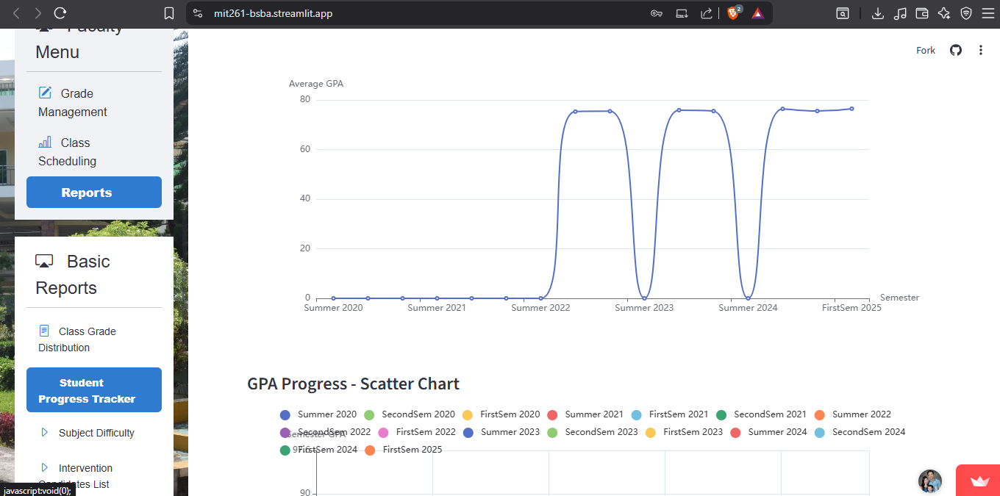 mit261-bsba.streamlit.app
2
Faculty
Menu
Grade
Management
Class
Scheduling
Reports
Basic
Reports
Class Grade
Distribution
Student
Progress Tracker
Subject Difficulty
Intervention
Candidates List
javascript:void(0);
Fork
Average GPA
80
60
40
20
0
Semester
Summer 2020 Summer 2021 Summer 2022 Summer 2023 Summer 2024 FirstSem 2025
GPA Progress - Scatter Chart
Summer 2020 SecondSem 2020 FirstSem 2020 Summer 2021 FirstSem 2021 SecondSem 2021 Summer 2022
SecondSem 2022 FirstSem 2022 Summer 2023 SecondSem 2023 FirstSem 2023 Summer 2024 SecondSem 2024
Semester GPA
FirstSem 2024 FirstSem 2025
90